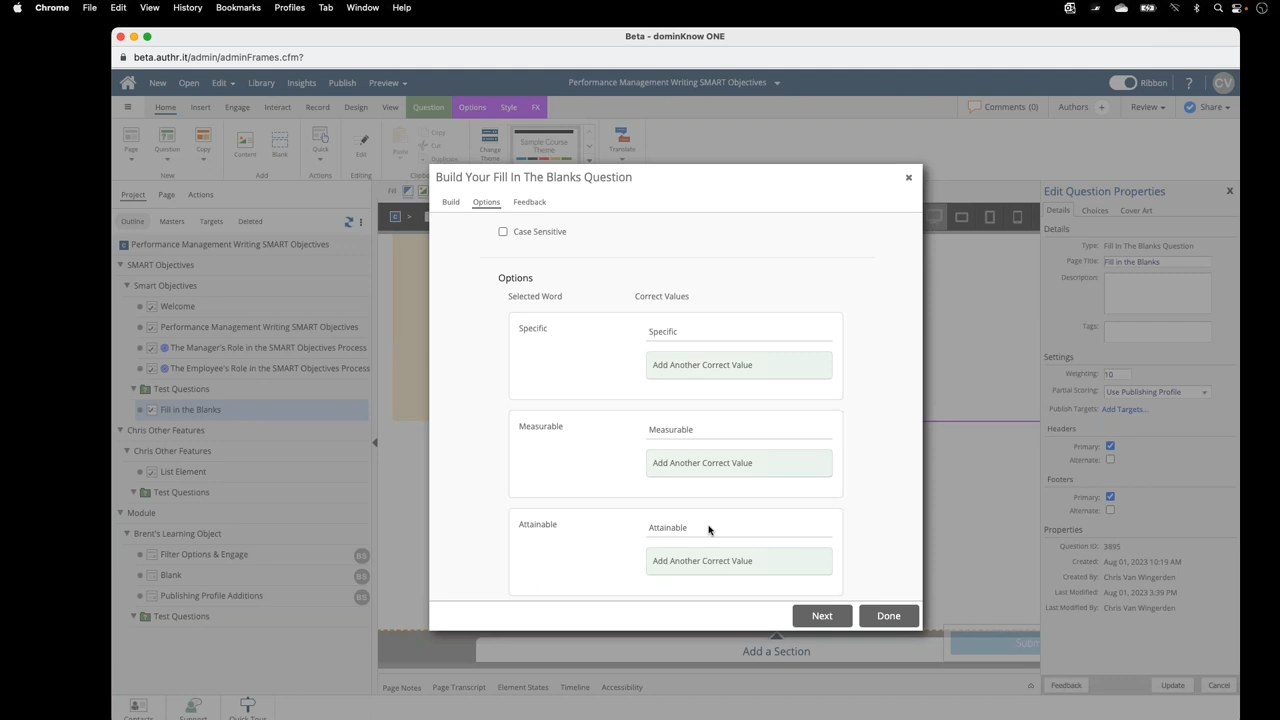 Chrome File Edit View History Bookmarks Profiles Tab Window Help
Beta - dominKnow ONE
beta.authr.it/admin/adminFrames.cfm?
New Open Edit Library Insights Publish Preview
Performance Management Writing SMART Objectives
Ribbon ? CV
Home Insert Engage Interact Record Design View Question Options Style FX
Comments (0) Authors + Review Share
Page Question Copy Content Blank Quick Edit Paste Copy Cut Duplicate Change Theme Sample Course Theme Translate
New Add Actions Editing
Build Your Fill In The Blanks Question
Build Options Feedback
Case Sensitive
Options
Selected Word Correct Values
Specific Specific
Add Another Correct Value
Measurable Measurable
Add Another Correct Value
Attainable Attainable
Add Another Correct Value
Next Done
Project Page Actions
Outline Masters Targets Deleted
Performance Management Writing SMART Objectives
SMART Objectives
Smart Objectives
Welcome
Performance Management Writing SMART Objectives
The Manager's Role in the SMART Objectives Process
The Employee's Role in the SMART Objectives Process
Test Questions
Fill in the Blanks
Chris Other Features
Chris Other Features
List Element
Test Questions
Module
Brent's Learning Object
Filter Options & Engage BS
Blank BS
Publishing Profile Additions BS
Test Questions
Fill
C >
Add a Section
Page Notes Page Transcript Element States Timeline Accessibility
Edit Question Properties
Details Choices Cover Art
Details
Type: Fill In The Blanks Question
Page Title: Fill in the Blanks
Description:
Tags:
Settings
Weighting: 10
Partial Scoring: Use Publishing Profile
Publish Targets: Add Targets...
Headers
Primary:
Alternate:
Footers
Primary:
Alternate:
Properties
Question ID: 3895
Created: Aug 01, 2023 10:19 AM
Created By: Chris Van Wingerden
Last Modified: Aug 01, 2023 3:39 PM
Last Modified By: Chris Van Wingerden
Feedback Update Cancel